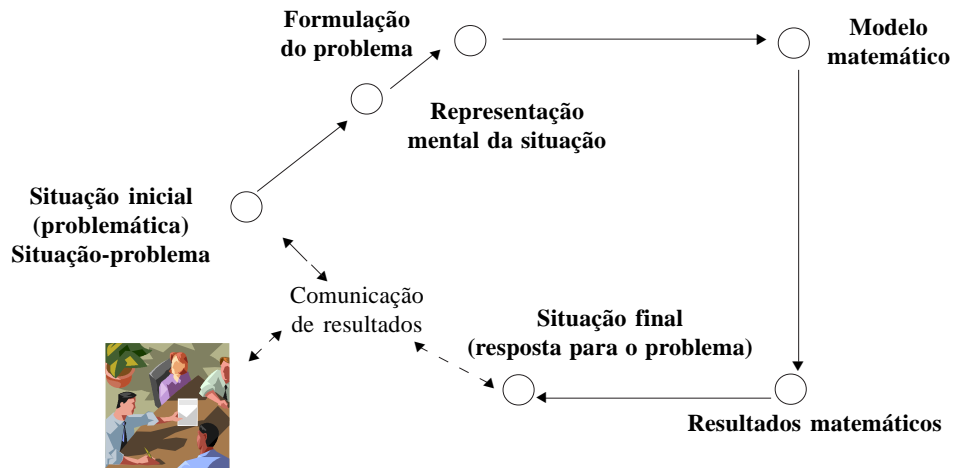 Formulação
do problema
Modelo
matemático
Representação
mental da situação
Situação inicial
(problemática)
Situação-problema
Comunicação
de resultados
Situação final
(resposta para o problema)
Resultados matemáticos